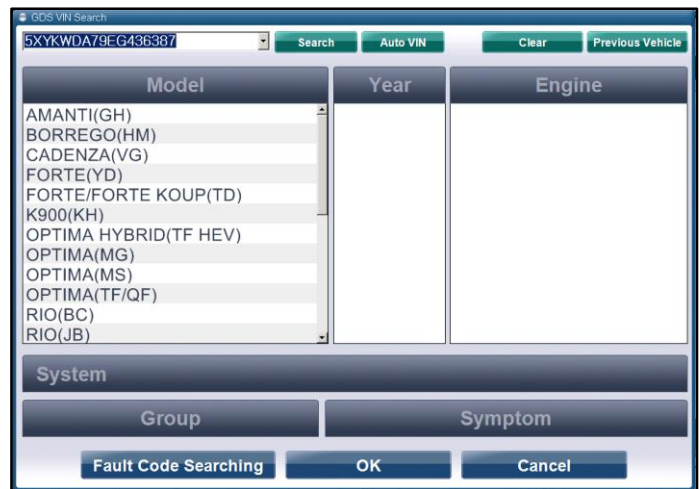 GDS VIN Search
5XYKWDA79EG436387 Search Auto VIN Clear Previous Vehicle
Model Year Engine
AMANTI(GH)
BORREGO(HM)
CADENZA(VG)
FORTE(YD)
FORTE/FORTE KOUP(TD)
K900(KH)
OPTIMA HYBRID(TF HEV)
OPTIMA(MG)
OPTIMA(MS)
OPTIMA(TF/QF)
RIO(BC)
RIO(JB)
System
Group Symptom
Fault Code Searching OK Cancel